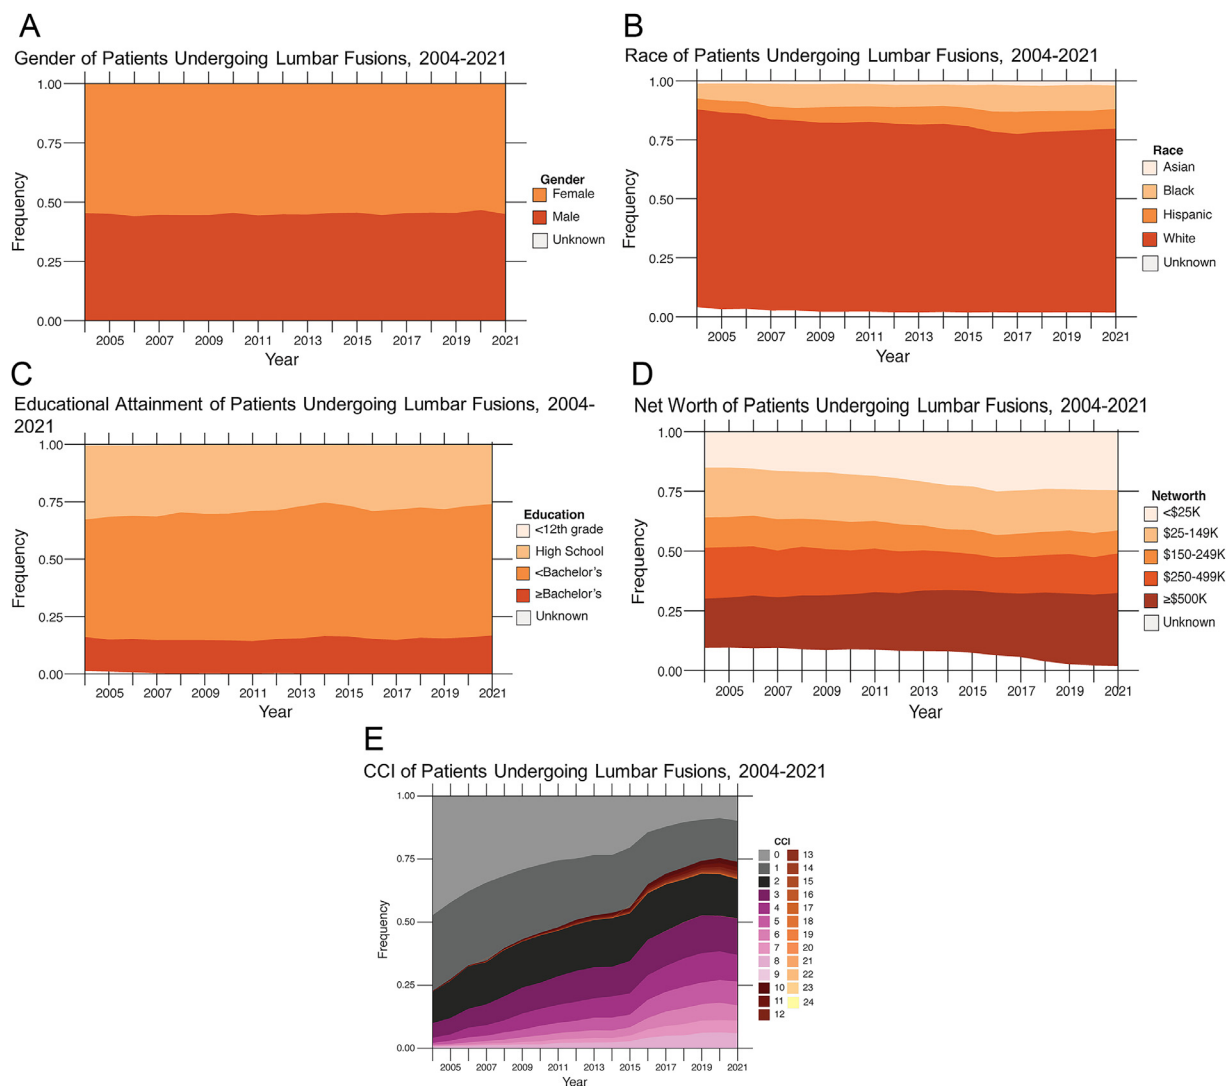 A
Gender of Patients Undergoing Lumbar Fusions, 2004-2021
1.00
0.75
0.50
0.25
0.00
Frequency
2005 2007 2009 2011 2013 2015 2017 2019 2021
Year
Gender
Female
Male
Unknown
B
Race of Patients Undergoing Lumbar Fusions, 2004-2021
1.00
0.75
0.50
0.25
0.00
Frequency
2005 2007 2009 2011 2013 2015 2017 2019 2021
Year
Race
Asian
Black
Hispanic
White
Unknown
C
Educational Attainment of Patients Undergoing Lumbar Fusions, 2004-
2021
1.00
0.75
0.50
0.25
0.00
Frequency
2005 2007 2009 2011 2013 2015 2017 2019 2021
Year
Education
<12th grade
High School
<Bachelor's
≥Bachelor's
Unknown
D
Net Worth of Patients Undergoing Lumbar Fusions, 2004-2021
1.00
0.75
0.50
0.25
0.00
Frequency
2005 2007 2009 2011 2013 2015 2017 2019 2021
Year
Networth
<$25K
$25-149K
$150-249K
$250-499K
≥$500K
Unknown
E
CCI of Patients Undergoing Lumbar Fusions, 2004-2021
1.00
0.75
0.50
0.25
0.00
Frequency
2005 2007 2009 2011 2013 2015 2017 2019 2021
Year
CCI
0 13
1 14
2 15
3 16
4 17
5 18
6 19
7 20
8 21
9 22
10 23
11 24
12